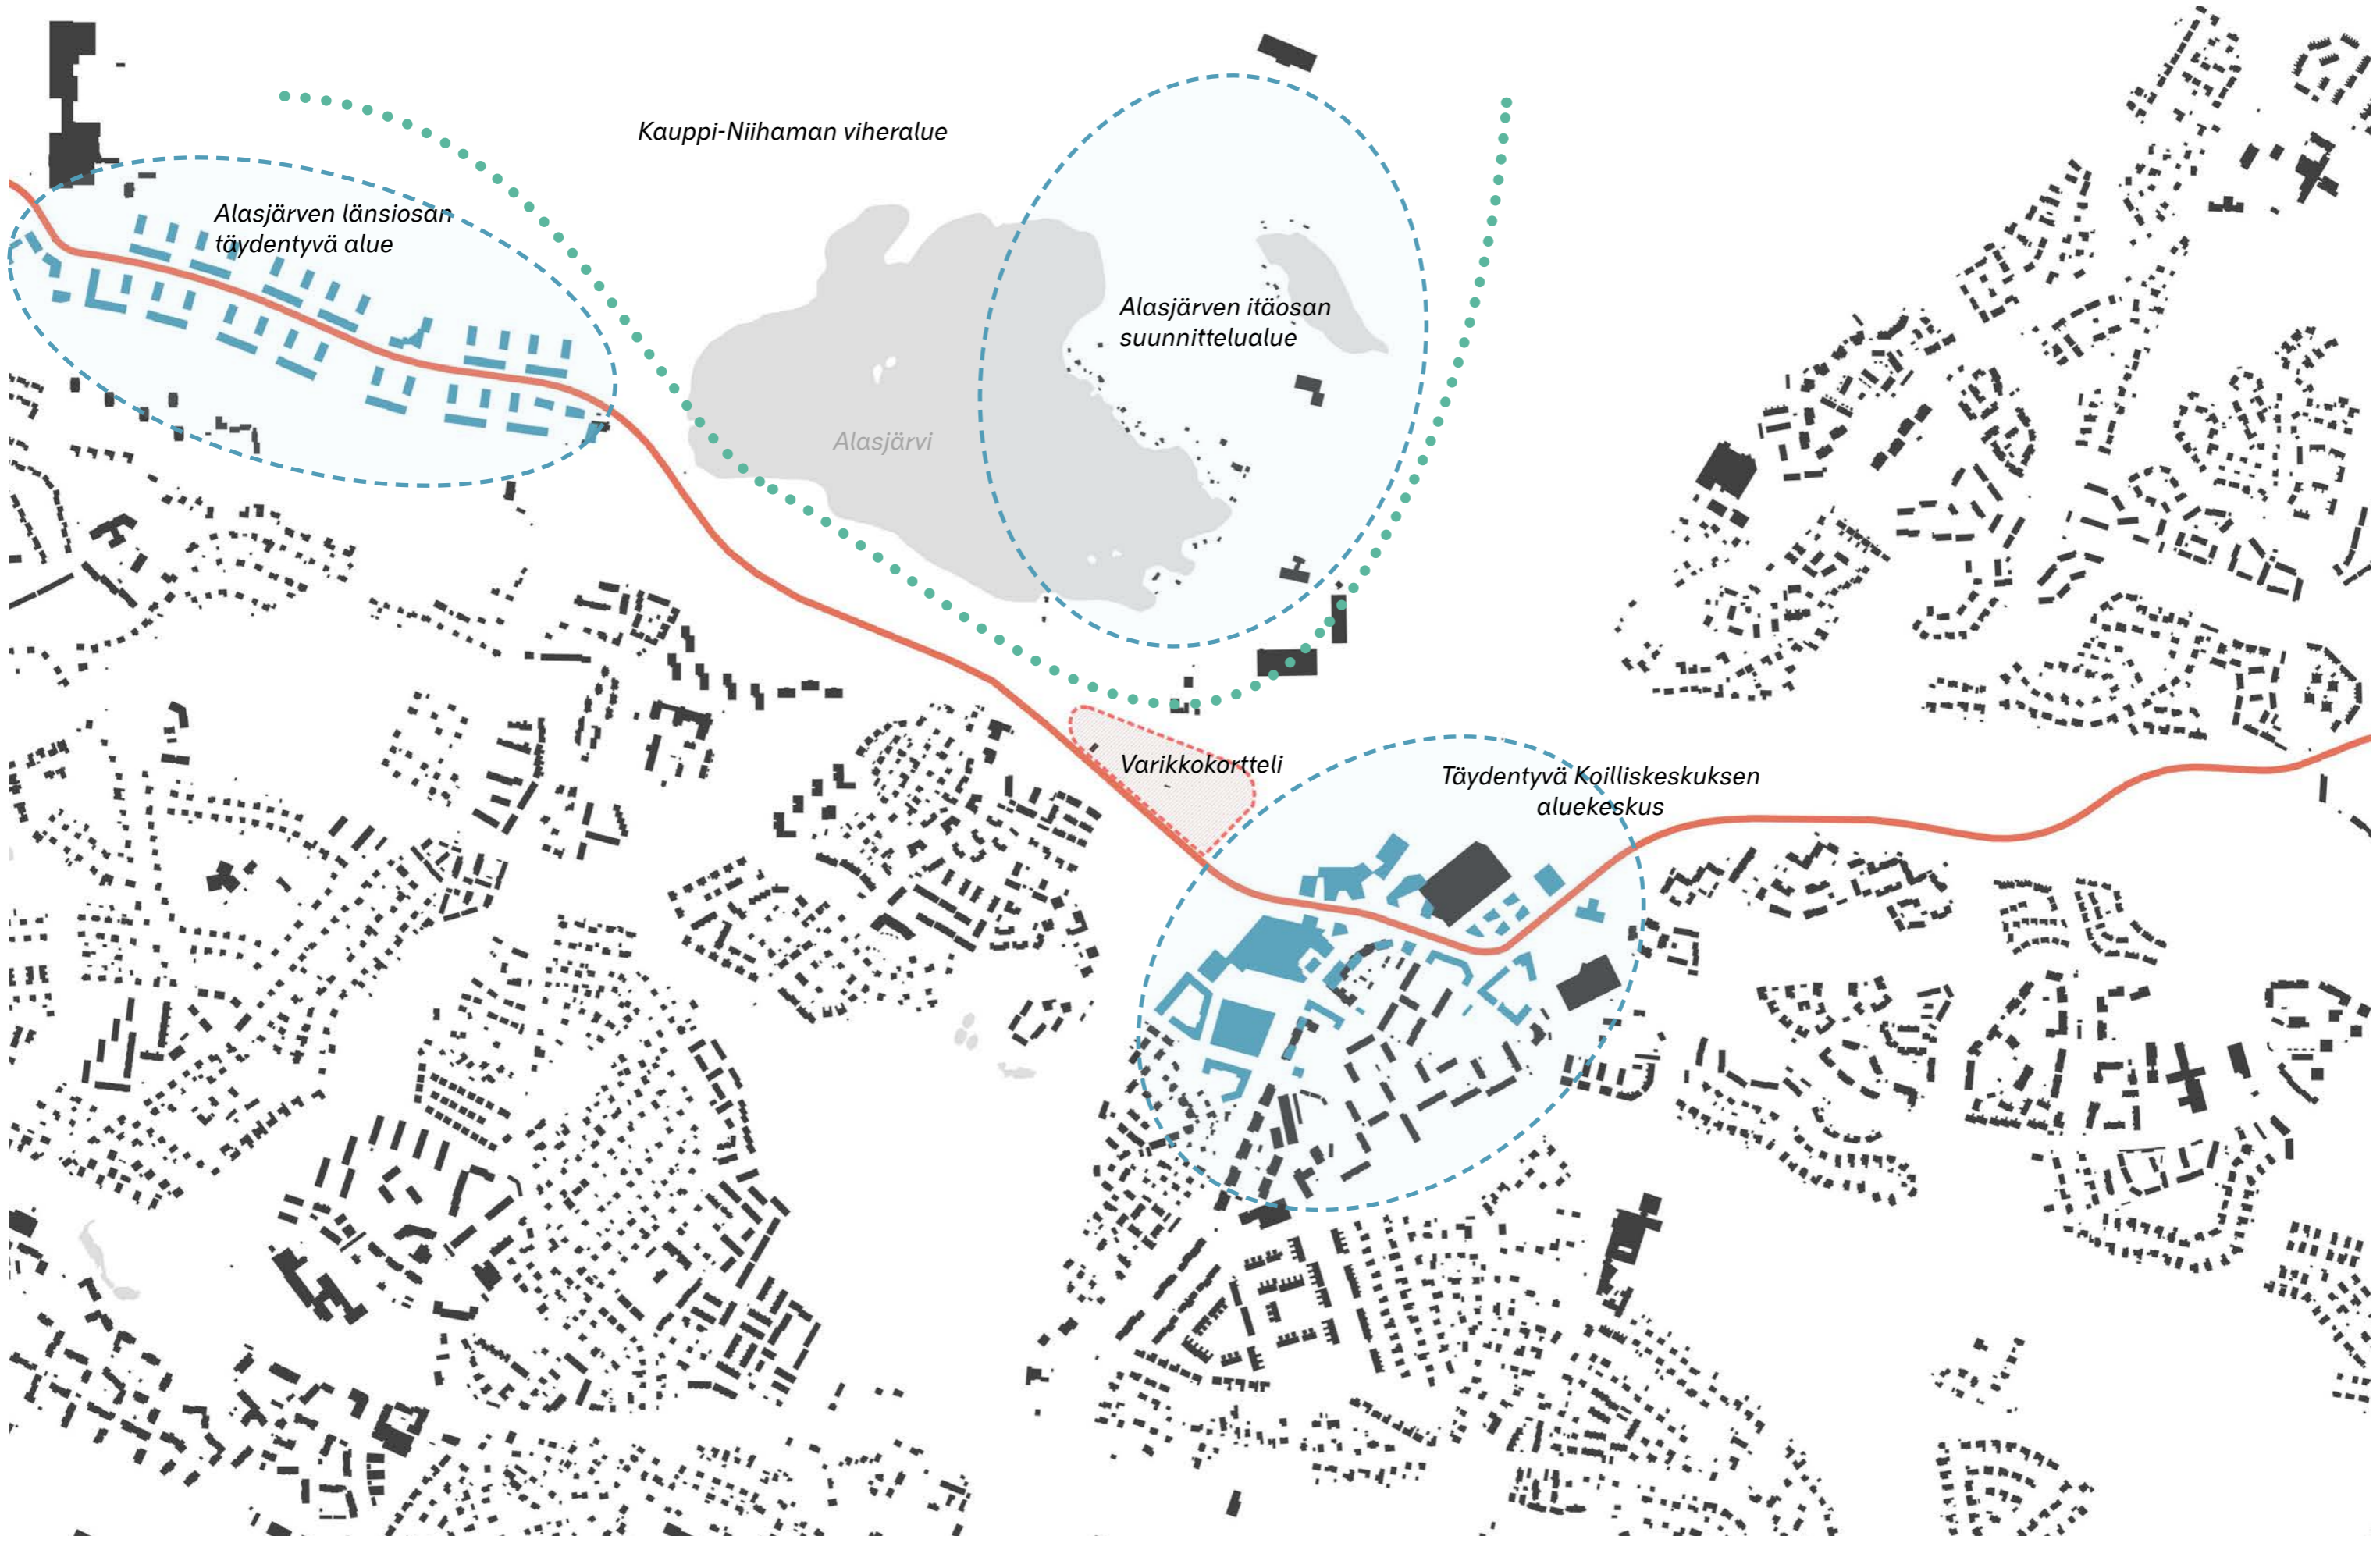 Kauppi-Niihaman viheralue
Alasjärven länsiosan
täydentyvä alue
Alasjärven itäosan
suunnittelualue
Alasjärvi
Varikkokortteli
Täydentyvä Koilliskeskuksen
aluekeskus